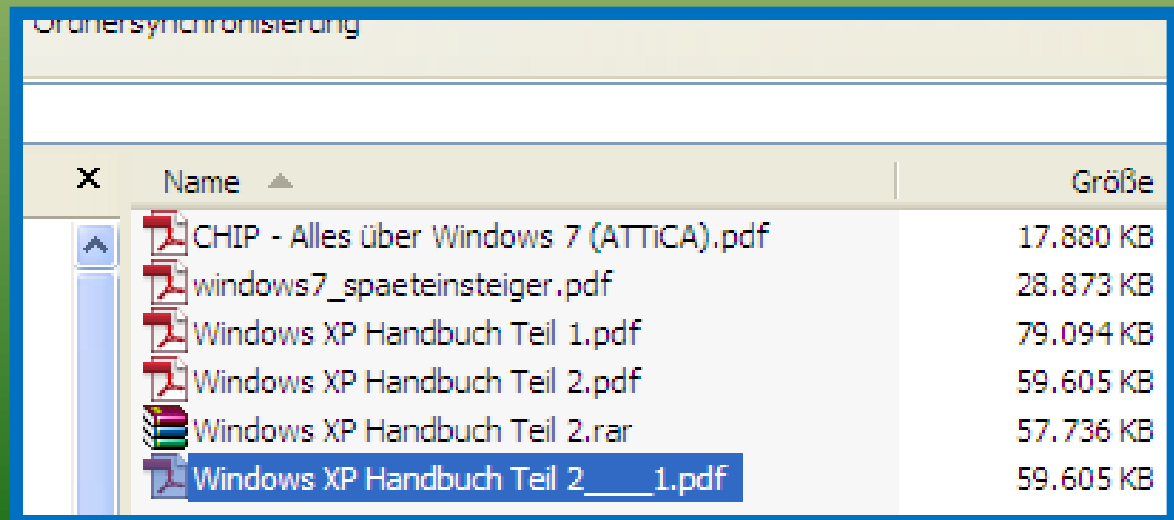 Ordnersynchronisierung
Name Größe
CHIP - Alles über Windows 7 (ATTiCA).pdf 17.880 KB
windows7_spaeteinsteiger.pdf 28.873 KB
Windows XP Handbuch Teil 1.pdf 79.094 KB
Windows XP Handbuch Teil 2.pdf 59.605 KB
Windows XP Handbuch Teil 2.rar 57.736 KB
Windows XP Handbuch Teil 2____1.pdf 59.605 KB